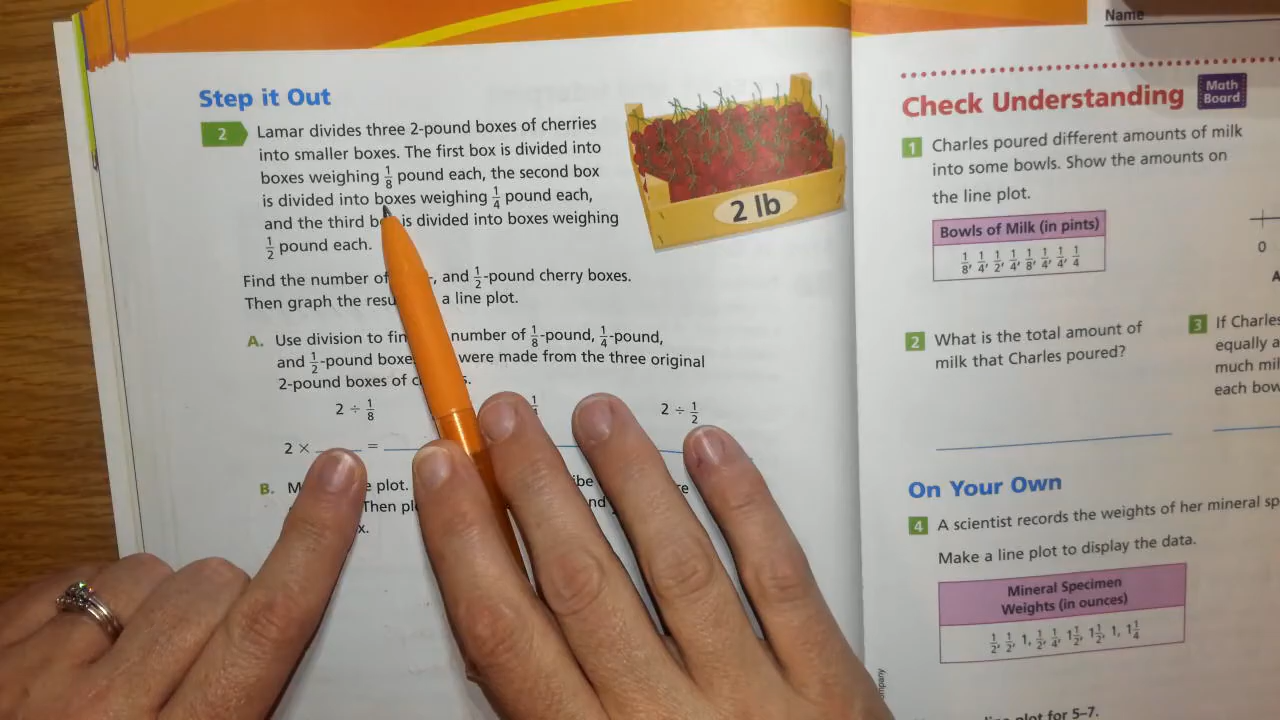 Step it Out
2 Lamar divides three 2-pound boxes of cherries
into smaller boxes. The first box is divided into
boxes weighing 1/8 pound each, the second box
is divided into boxes weighing 1/4 pound each,
and the third is divided into boxes weighing
1/2 pound each.
2 lb
Find the number of , and 1/2-pound cherry boxes.
Then graph the a line plot.
A. Use division to number of 1/8-pound, 1/4-pound,
and 1/2-pound were made from the three original
2-pound boxes of
2 ÷ 1/8 2 ÷ 1/2
2 × ___ = ___
B. plot.
Then
Name
Check Understanding
Math
Board
1 Charles poured different amounts of milk
into some bowls. Show the amounts on
the line plot.
Bowls of Milk (in pints)
1/8, 1/4, 1/2, 1/4, 1/8, 1/4, 1/4, 1/4
0
2 What is the total amount of
milk that Charles poured?
3 If
equally
much
each
On Your Own
4 A scientist records the weights of her mineral
Make a line plot to display the data.
Mineral Specimen
Weights (in ounces)
1/2, 1/2, 1, 1/2, 1/4, 1 1/2, 1 1/2, 1, 1 1/4
plot for 5–7.